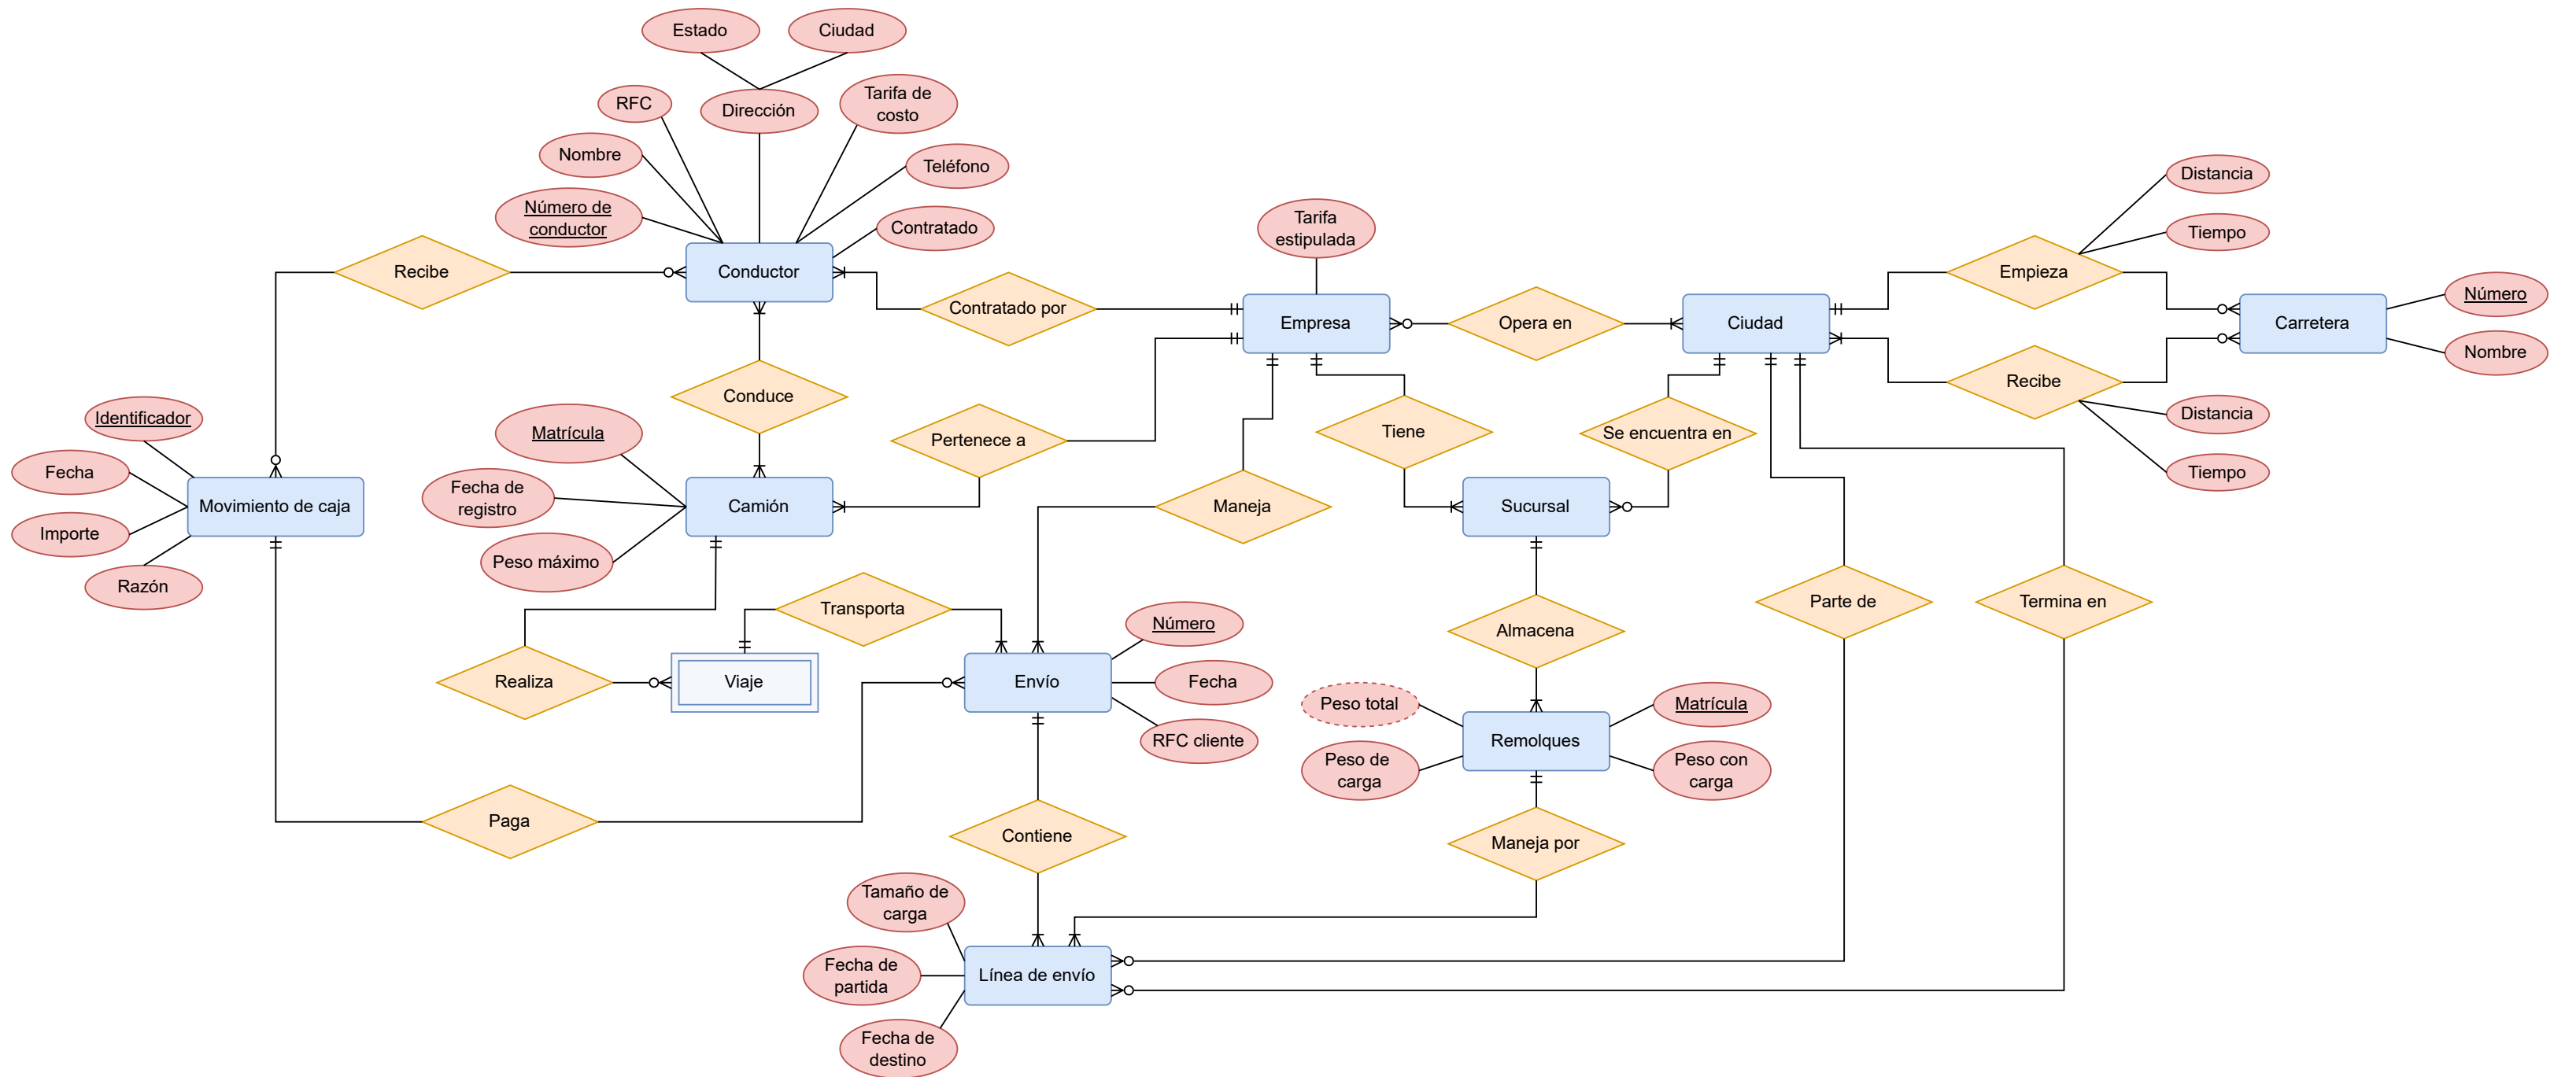 Estado
Ciudad
RFC
Dirección
Tarifa de
costo
Nombre
Teléfono
Número de
conductor
Contratado
Recibe
Conductor
Contratado por
Tarifa
estipulada
Empresa
Opera en
Ciudad
Empieza
Distancia
Tiempo
Carretera
Número
Nombre
Recibe
Distancia
Tiempo
Conduce
Identificador
Fecha
Importe
Razón
Movimiento de caja
Matrícula
Fecha de
registro
Peso máximo
Camión
Pertenece a
Maneja
Tiene
Se encuentra en
Sucursal
Transporta
Realiza
Viaje
Envío
Número
Fecha
RFC cliente
Almacena
Parte de
Termina en
Peso total
Peso de
carga
Remolques
Matrícula
Peso con
carga
Paga
Contiene
Maneja por
Tamaño de
carga
Fecha de
partida
Fecha de
destino
Línea de envío